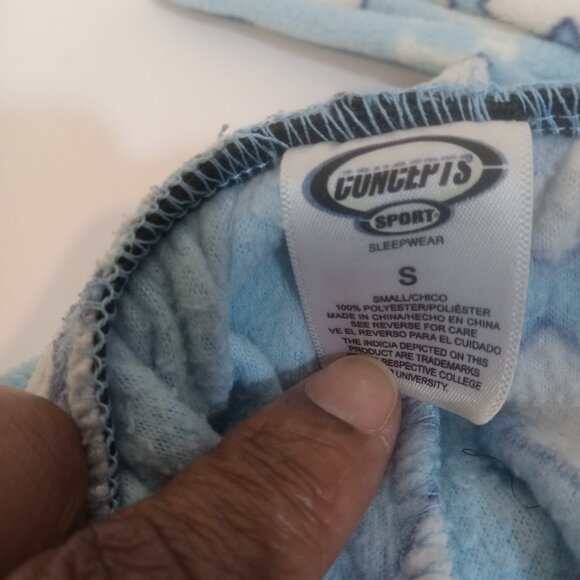 CONCEPTS
SPORT
SLEEPWEAR
S
SMALL/CHICO
100% POLYESTER/POLIÉSTER
MADE IN CHINA/HECHO EN CHINA
SEE REVERSE FOR CARE
VE EL REVERSO PARA EL CUIDADO
THE INDICIA DEPICTED ON THIS
PRODUCT ARE TRADEMARKS
RESPECTIVE COLLEGE
UNIVERSITY.